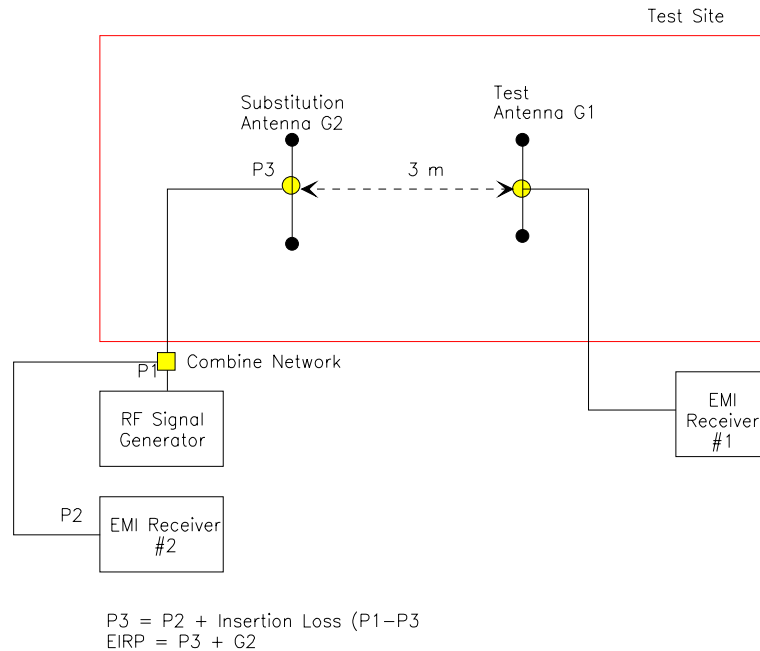 Test Site
Substitution
Antenna G2
Test
Antenna G1
P3
3 m
Combine Network
P1
RF Signal
Generator
EMI
Receiver
#1
P2
EMI Receiver
#2
P3 = P2 + Insertion Loss (P1-P3
EIRP = P3 + G2